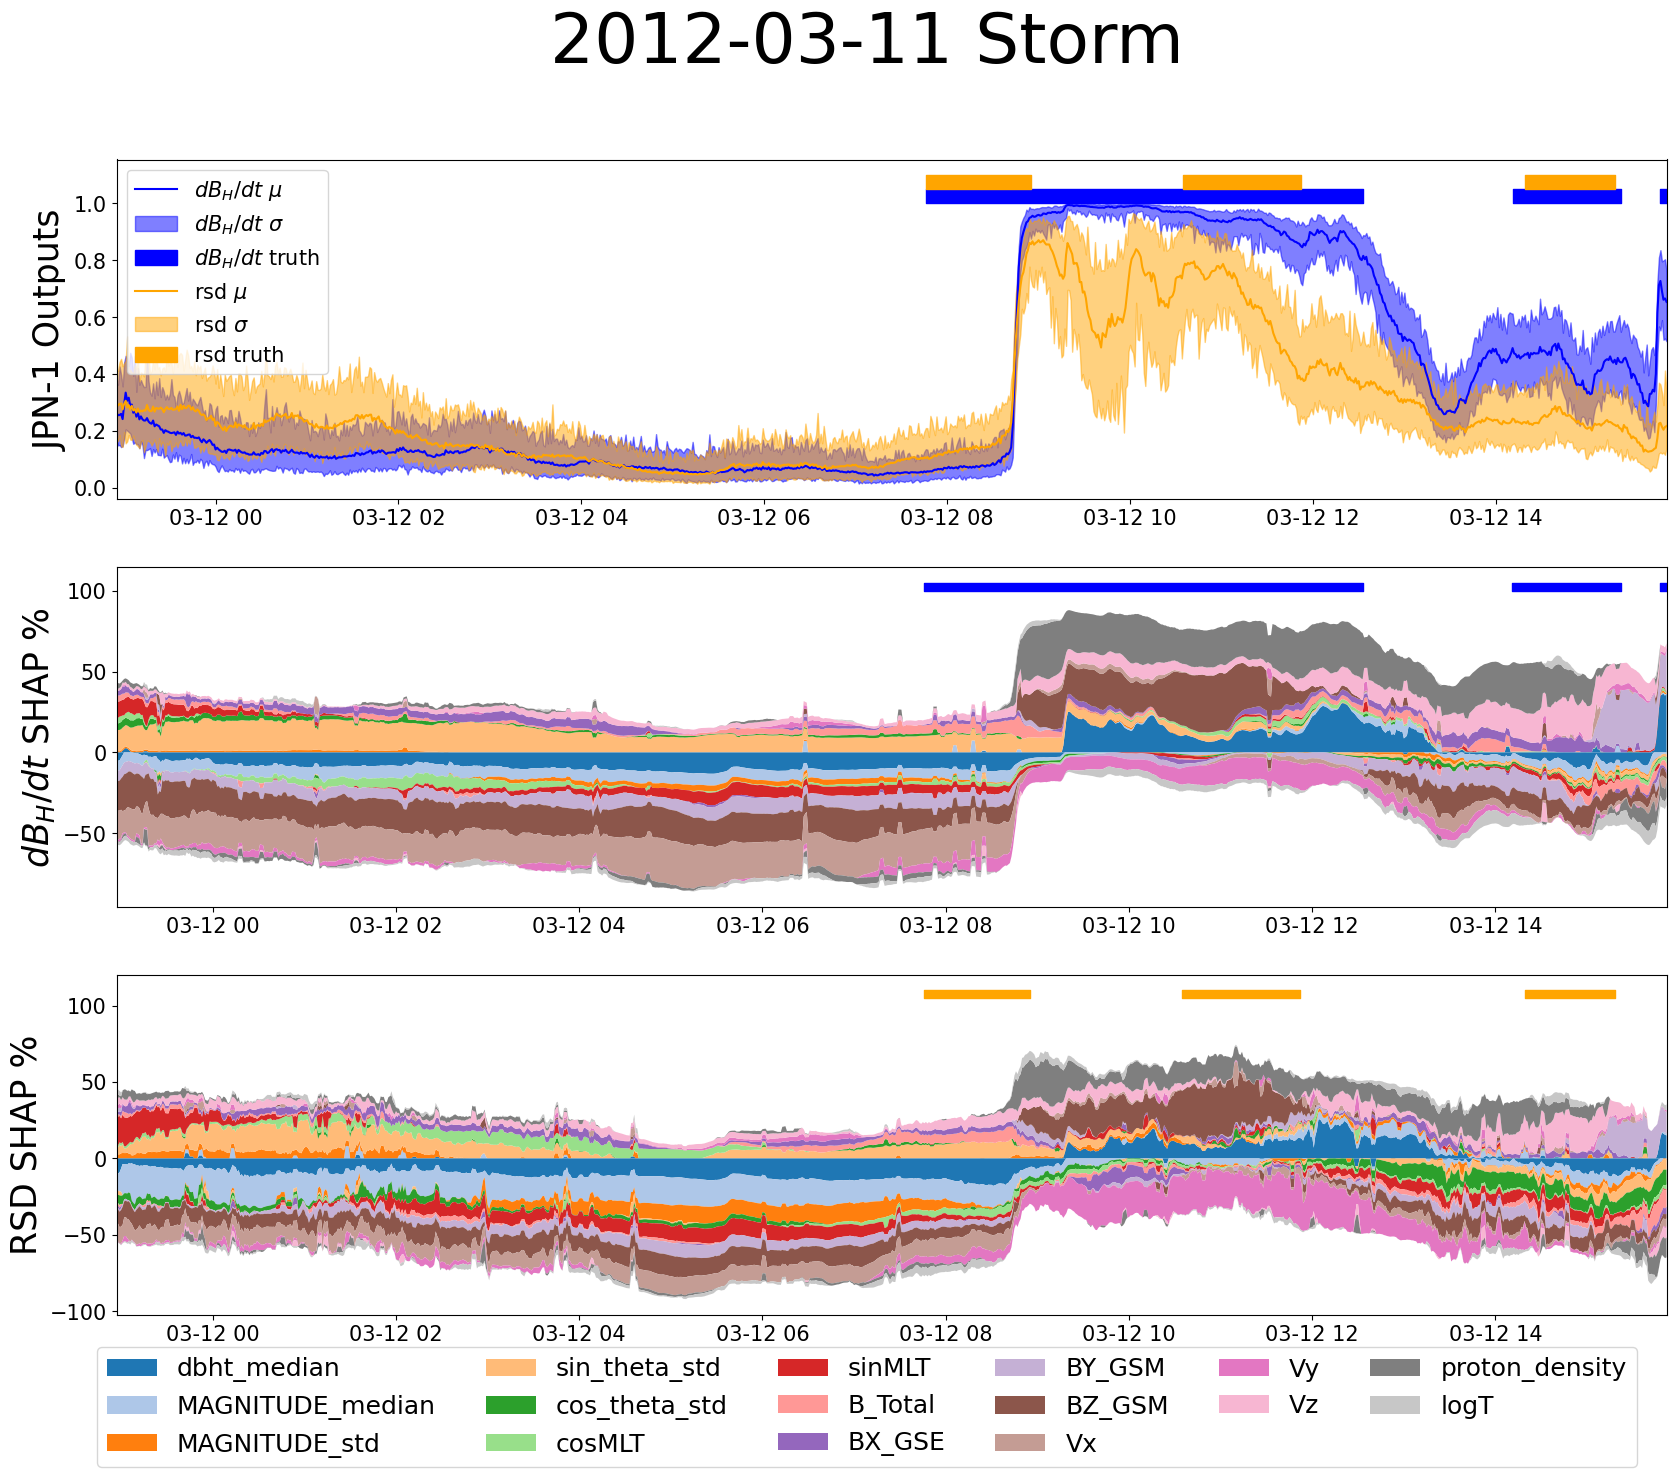 2012-03-11 Storm
JPN-1 Outputs
1.0
0.8
0.6
0.4
0.2
0.0
dB_H/dt μ
dB_H/dt σ
dB_H/dt truth
rsd μ
rsd σ
rsd truth
03-12 00 03-12 02 03-12 04 03-12 06 03-12 08 03-12 10 03-12 12 03-12 14
dB_H/dt SHAP %
100
50
0
−50
03-12 00 03-12 02 03-12 04 03-12 06 03-12 08 03-12 10 03-12 12 03-12 14
RSD SHAP %
100
50
0
−50
−100
03-12 00 03-12 02 03-12 04 03-12 06 03-12 08 03-12 10 03-12 12 03-12 14
dbht_median sin_theta_std sinMLT BY_GSM Vy proton_density
MAGNITUDE_median cos_theta_std B_Total BZ_GSM Vz logT
MAGNITUDE_std cosMLT BX_GSE Vx